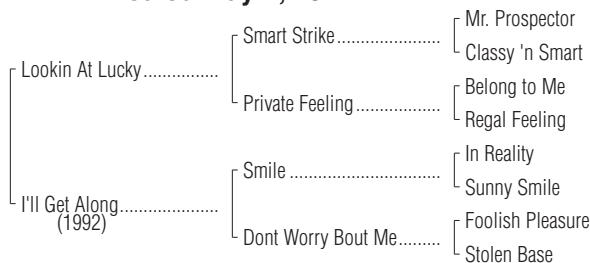 Mr. Prospector
Smart Strike....................
Classy 'n Smart
Lookin At Lucky..............
Belong to Me
Private Feeling ................
Regal Feeling
In Reality
Smile .............................
Sunny Smile
I'll Get Along...................
(1992)
Foolish Pleasure
Dont Worry Bout Me........
Stolen Base